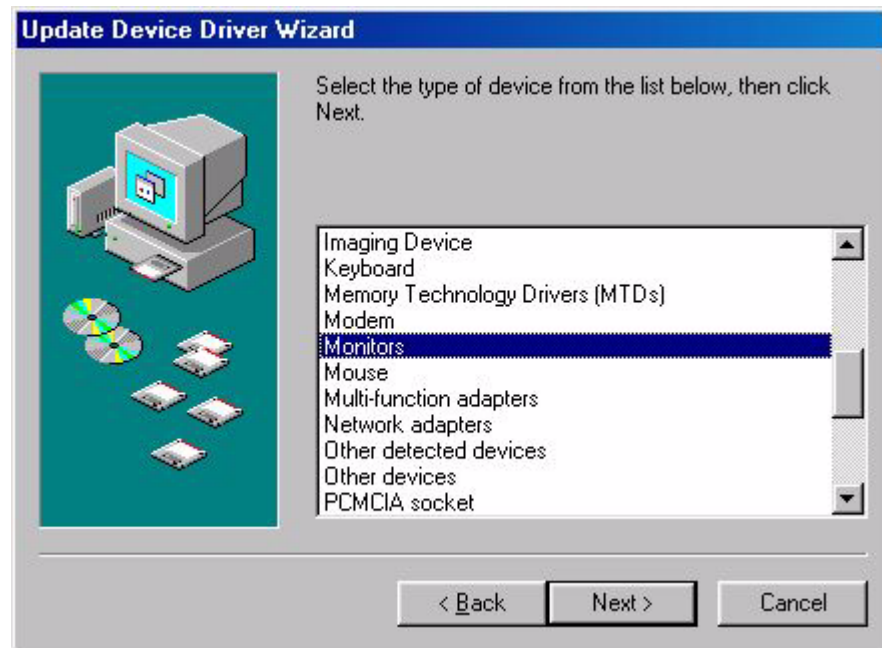 Update Device Driver Wizard
Select the type of device from the list below, then click
Next.
Imaging Device
Keyboard
Memory Technology Drivers (MTDs)
Modem
Monitors
Mouse
Multi-function adapters
Network adapters
Other detected devices
Other devices
PCMCIA socket
< Back
Next >
Cancel